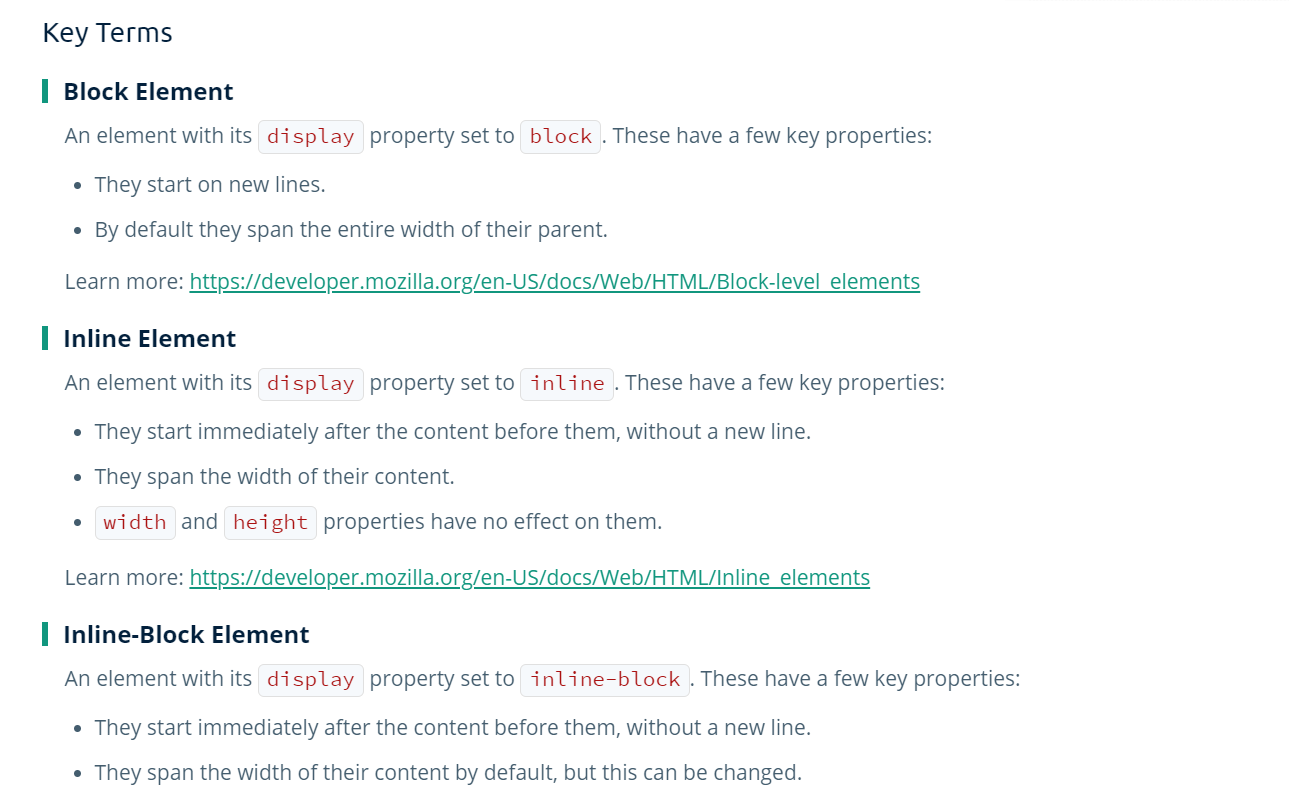 Key Terms
Block Element
An element with its display property set to block. These have a few key properties:
• They start on new lines.
• By default they span the entire width of their parent.
Learn more: https://developer.mozilla.org/en-US/docs/Web/HTML/Block-level_elements
Inline Element
An element with its display property set to inline. These have a few key properties:
• They start immediately after the content before them, without a new line.
• They span the width of their content.
• width and height properties have no effect on them.
Learn more: https://developer.mozilla.org/en-US/docs/Web/HTML/Inline_elements
Inline-Block Element
An element with its display property set to inline-block. These have a few key properties:
• They start immediately after the content before them, without a new line.
• They span the width of their content by default, but this can be changed.